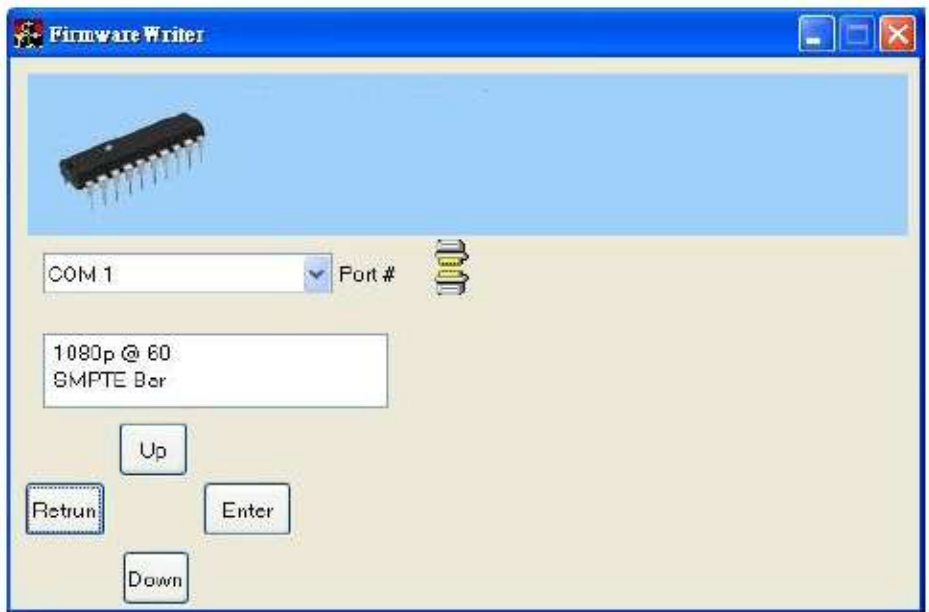 Firmware Writer
COM 1
Port #
1080p @ 60
SMPTE Bar
Up
Retrun
Enter
Down